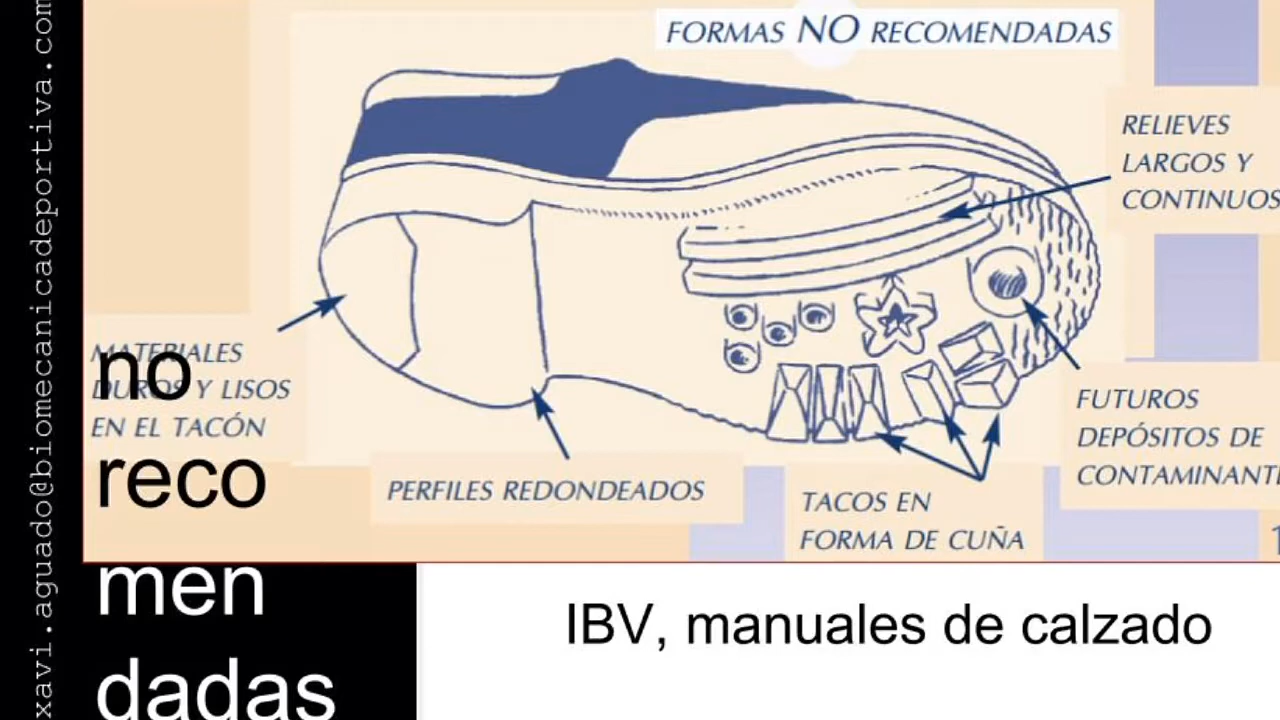 FORMAS NO RECOMENDADAS
RELIEVES
LARGOS Y
CONTINUOS
MATERIALES
DUROS Y LISOS
EN EL TACÓN
PERFILES REDONDEADOS
TACOS EN
FORMA DE CUÑA
FUTUROS
DEPÓSITOS DE
CONTAMINANTE
no
reco
men
dadas
IBV, manuales de calzado
xavi.aguado@biomecanicadeportiva.com